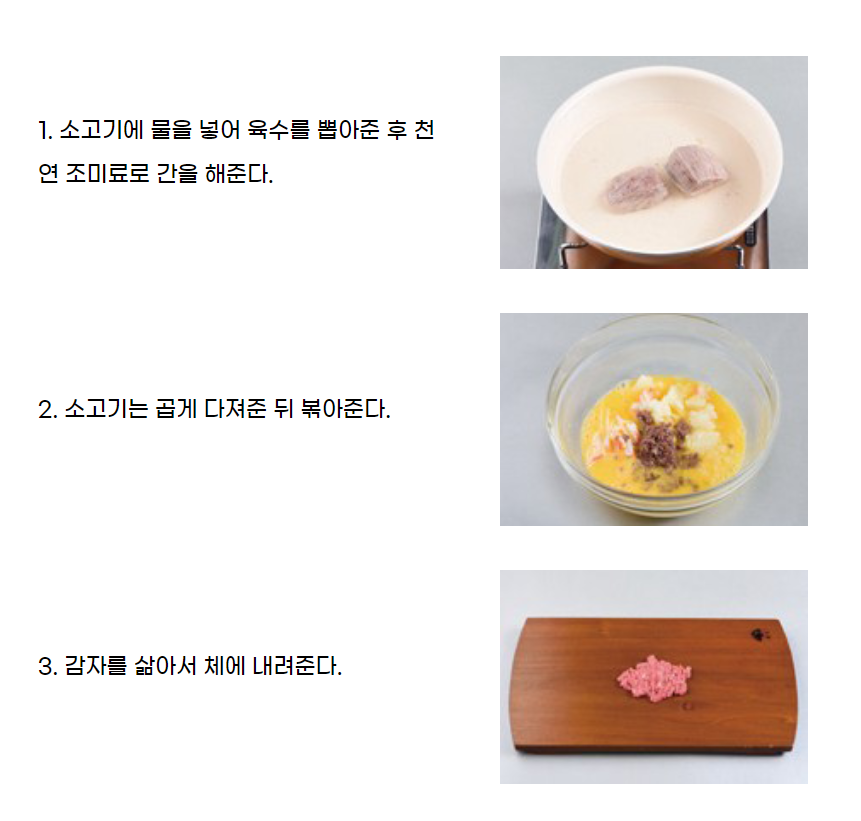 1. 소고기에 물을 넣어 육수를 뽑아준 후 천
연 조미료로 간을 해준다.
2. 소고기는 곱게 다져준 뒤 볶아준다.
3. 감자를 삶아서 체에 내려준다.